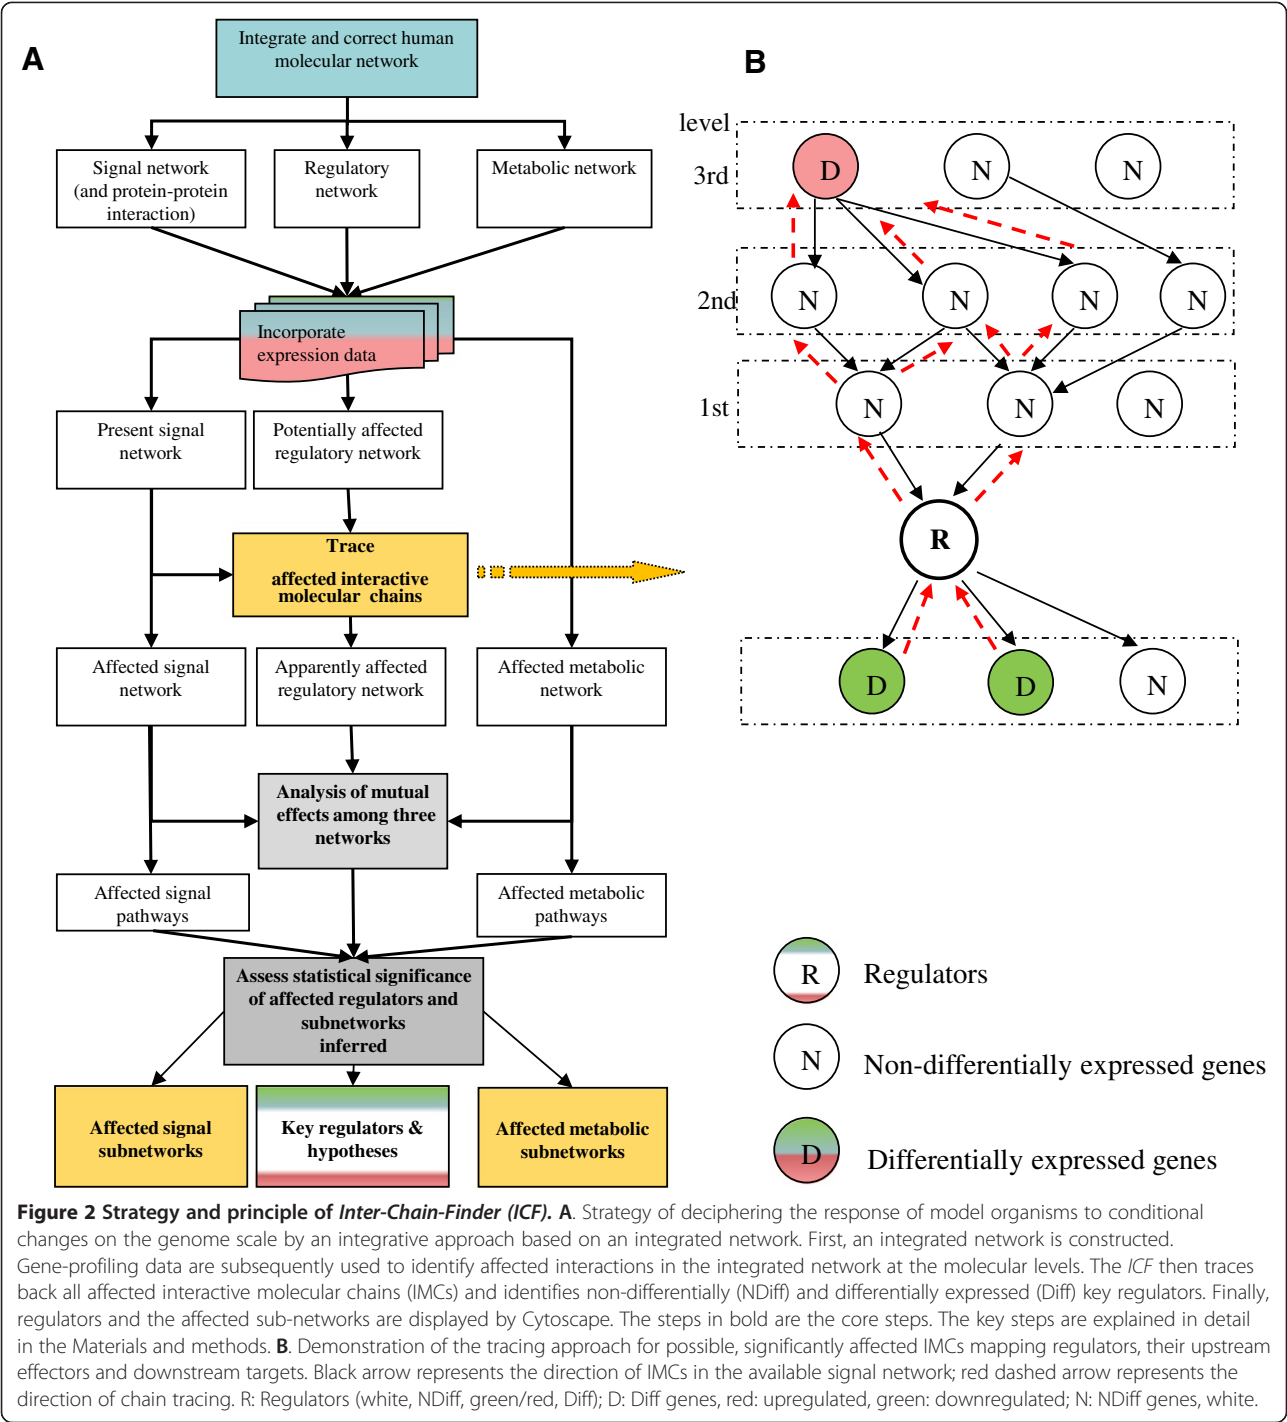 A
Integrate and correct human
molecular network
Signal network
(and protein-protein
interaction)
Regulatory
network
Metabolic network
Incorporate
expression data
Present signal
network
Potentially affected
regulatory network
Trace
affected interactive
molecular chains
Affected signal
network
Apparently affected
regulatory network
Affected metabolic
network
Analysis of mutual
effects among three
networks
Affected signal
pathways
Affected metabolic
pathways
Assess statistical significance
of affected regulators and
subnetworks
inferred
Affected signal
subnetworks
Key regulators &
hypotheses
Affected metabolic
subnetworks
B
level
3rd
D
N
N
2nd
N
N
N
N
1st
N
N
N
R
D
D
N
R
Regulators
N
Non-differentially expressed genes
D
Differentially expressed genes
Figure 2 Strategy and principle of Inter-Chain-Finder (ICF). A. Strategy of deciphering the response of model organisms to conditional
changes on the genome scale by an integrative approach based on an integrated network. First, an integrated network is constructed.
Gene-profiling data are subsequently used to identify affected interactions in the integrated network at the molecular levels. The ICF then traces
back all affected interactive molecular chains (IMCs) and identifies non-differentially (NDiff) and differentially expressed (Diff) key regulators. Finally,
regulators and the affected sub-networks are displayed by Cytoscape. The steps in bold are the core steps. The key steps are explained in detail
in the Materials and methods. B. Demonstration of the tracing approach for possible, significantly affected IMCs mapping regulators, their upstream
effectors and downstream targets. Black arrow represents the direction of IMCs in the available signal network; red dashed arrow represents the
direction of chain tracing. R: Regulators (white, NDiff, green/red, Diff); D: Diff genes, red: upregulated, green: downregulated; N: NDiff genes, white.